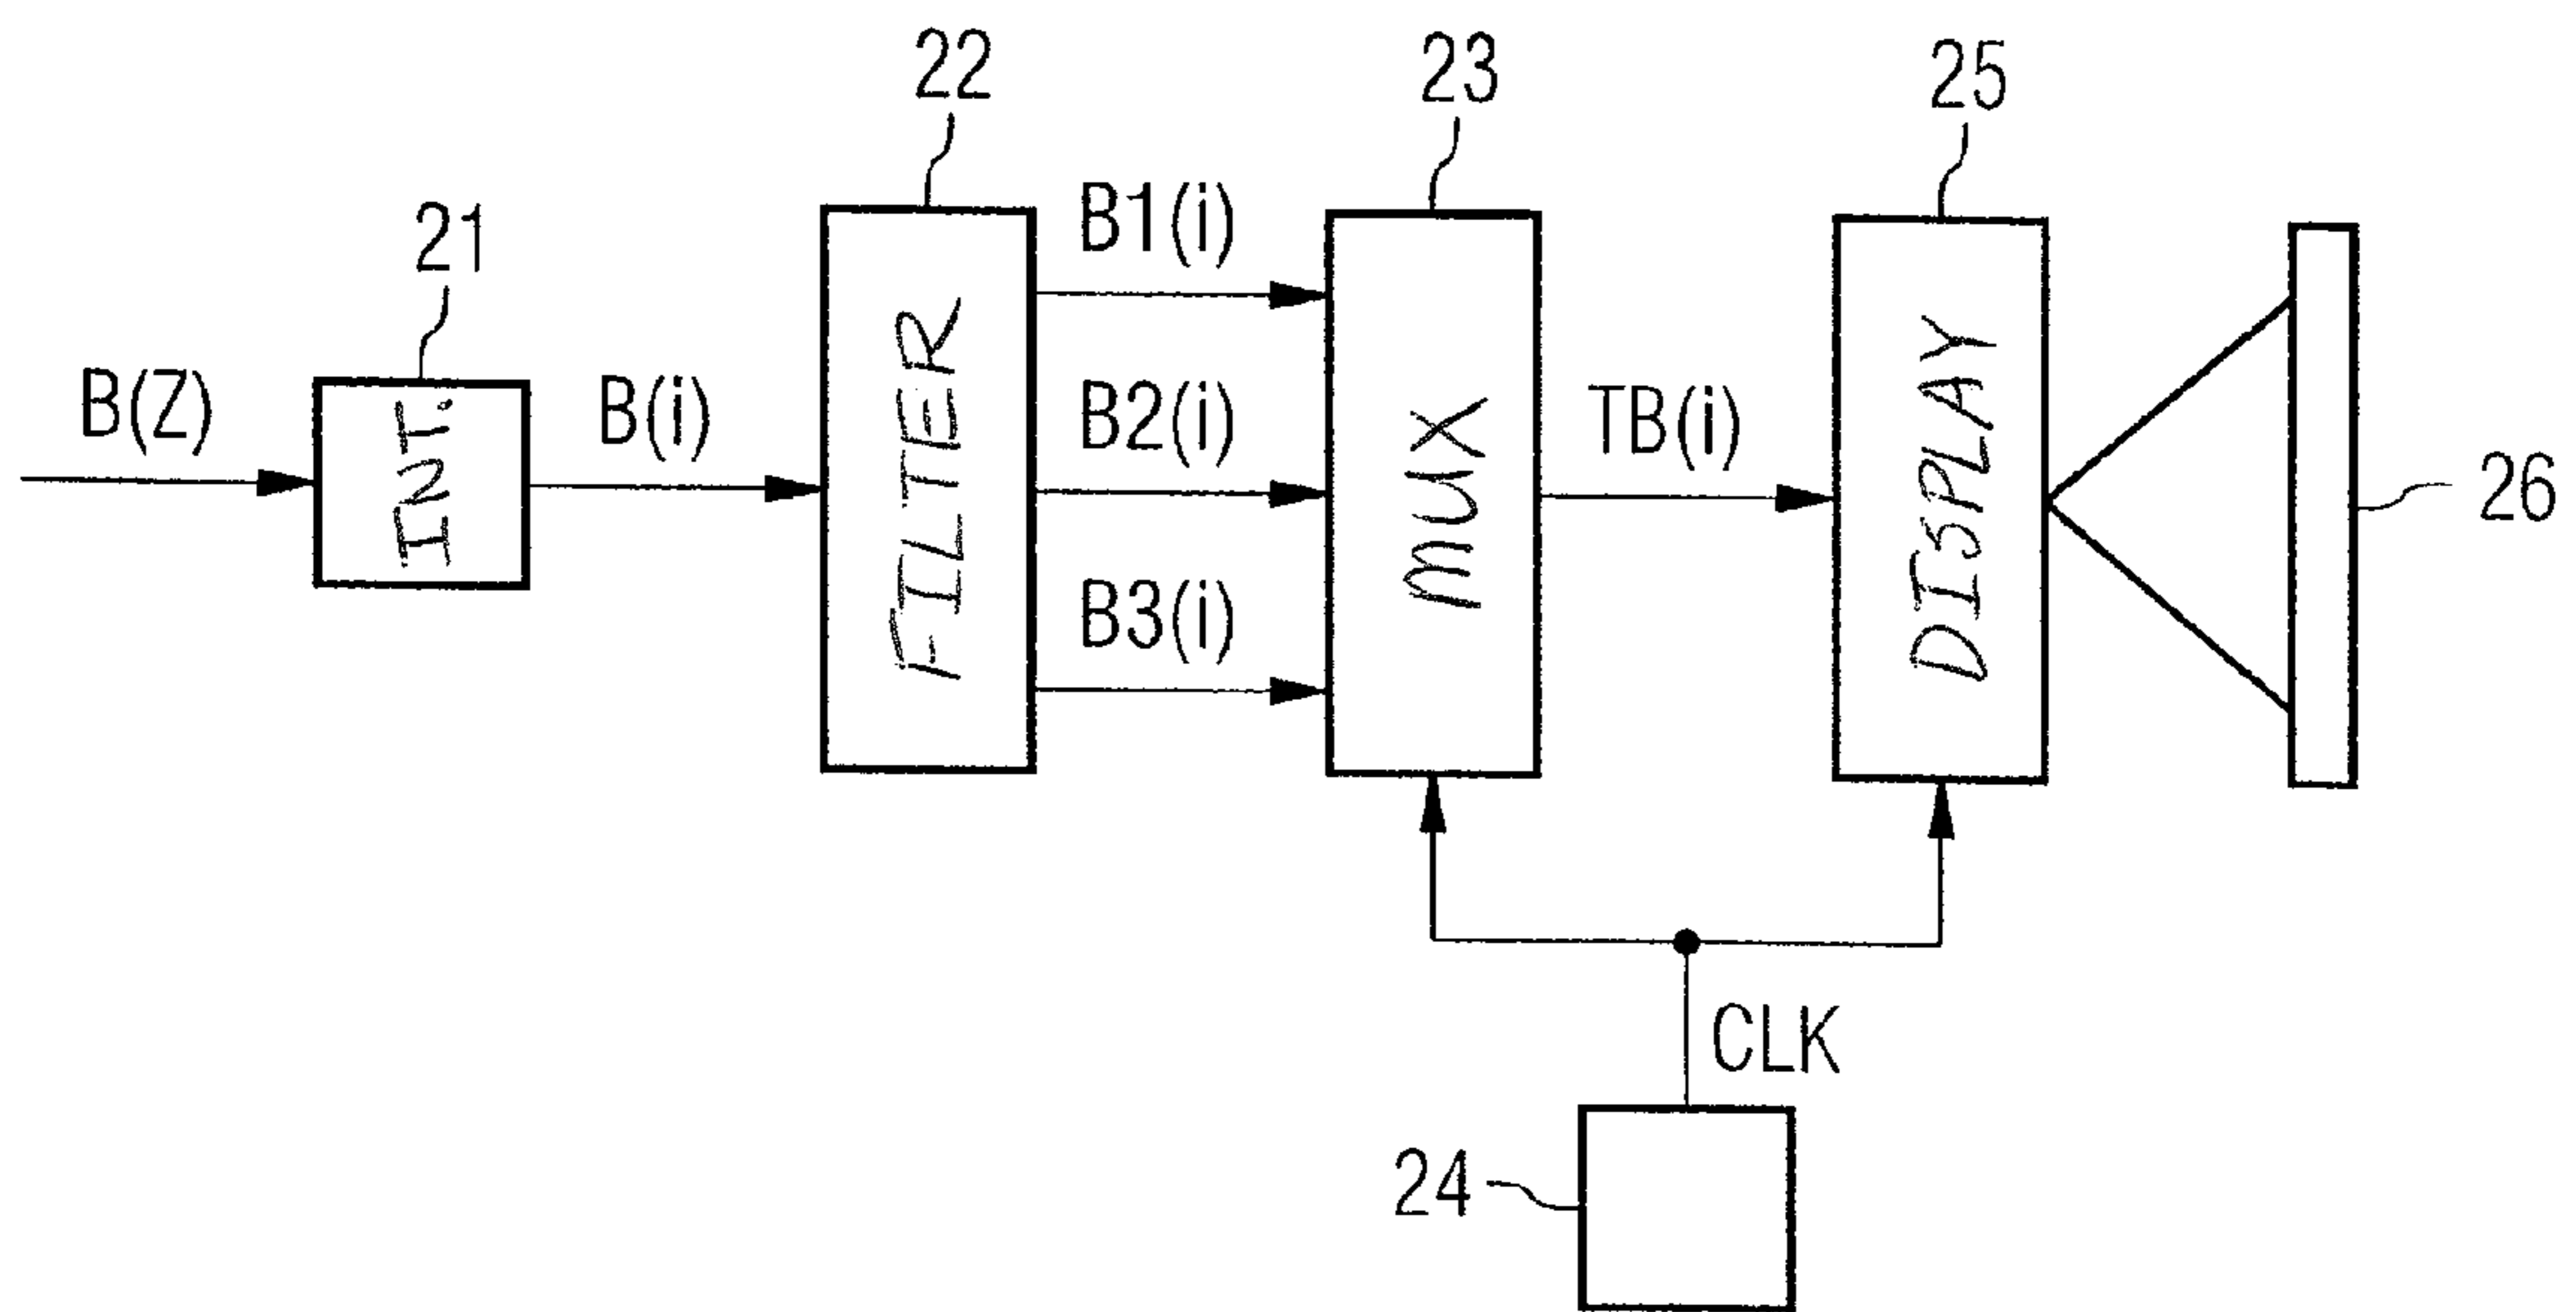 22
23
25
21
B1(i)
B(Z)
INT.
B(i)
FILTER
B2(i)
MUX
TB(i)
DISPLAY
26
B3(i)
CLK
24